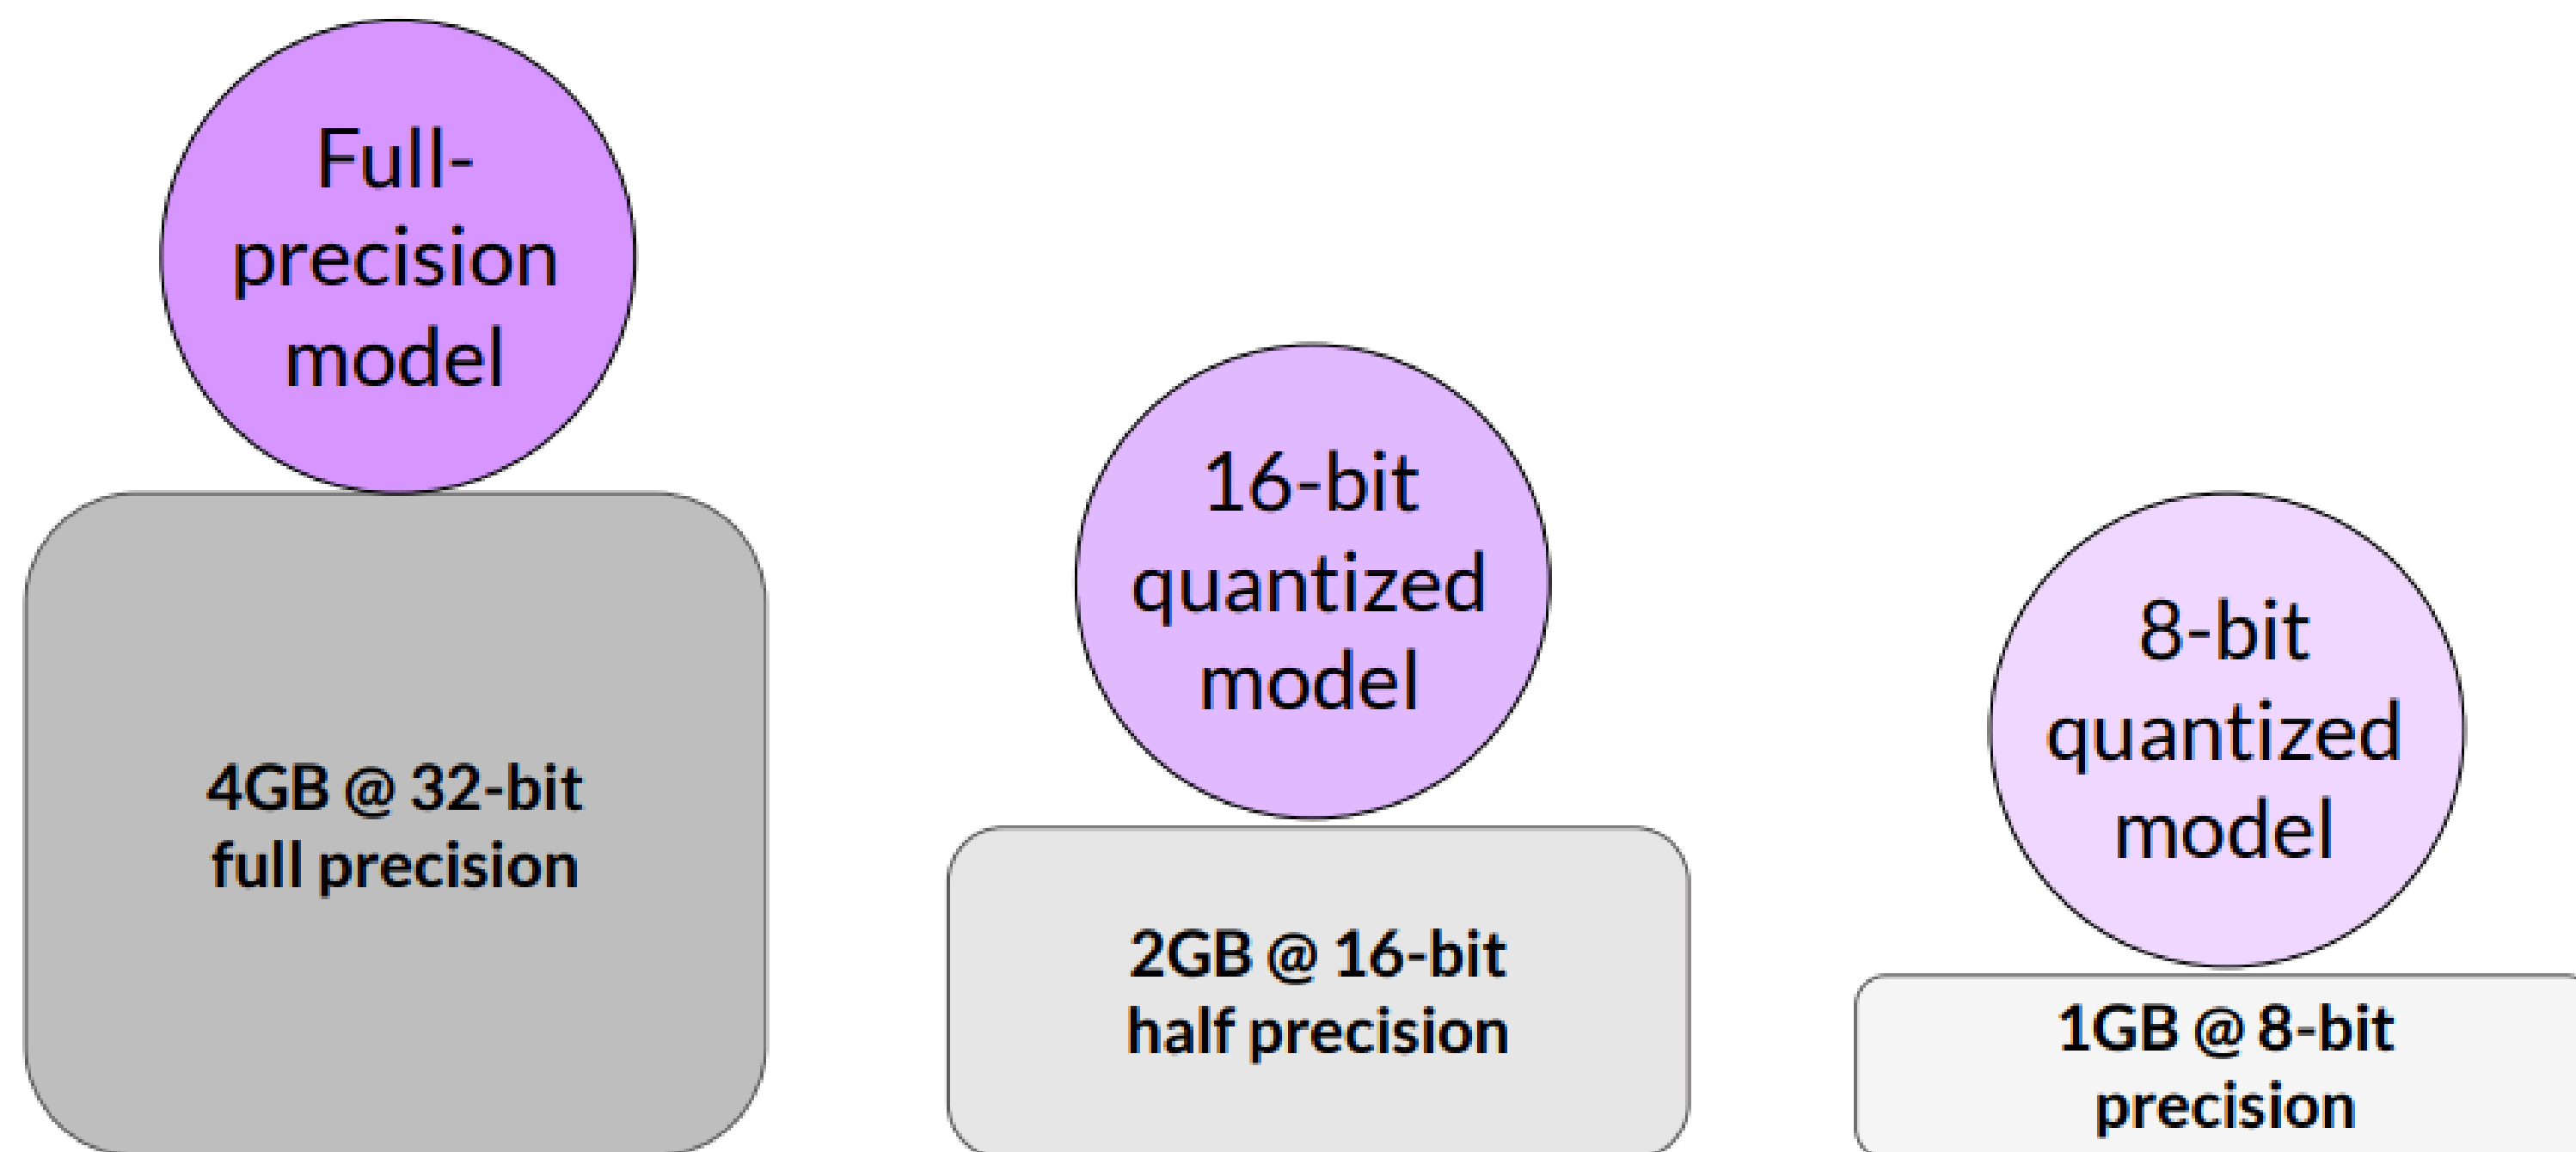 Full-
precision
model
4GB @ 32-bit
full precision
16-bit
quantized
model
2GB @ 16-bit
half precision
8-bit
quantized
model
1GB @ 8-bit
precision